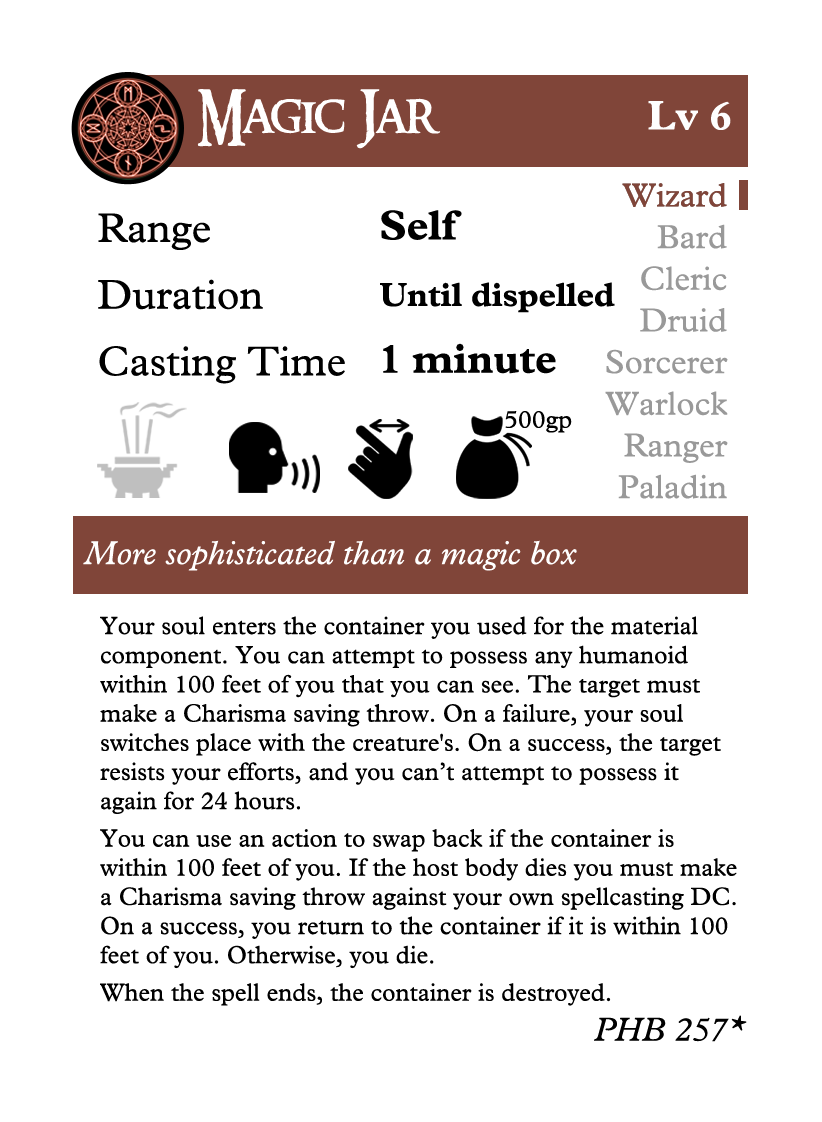 Magic Jar
Lv 6
Wizard
Range Self
Bard
Cleric
Duration Until dispelled
Druid
Casting Time 1 minute
Sorcerer
Warlock
500gp
Ranger
Paladin
More sophisticated than a magic box
Your soul enters the container you used for the material
component. You can attempt to possess any humanoid
within 100 feet of you that you can see. The target must
make a Charisma saving throw. On a failure, your soul
switches place with the creature's. On a success, the target
resists your efforts, and you can’t attempt to possess it
again for 24 hours.
You can use an action to swap back if the container is
within 100 feet of you. If the host body dies you must make
a Charisma saving throw against your own spellcasting DC.
On a success, you return to the container if it is within 100
feet of you. Otherwise, you die.
When the spell ends, the container is destroyed.
PHB 257*